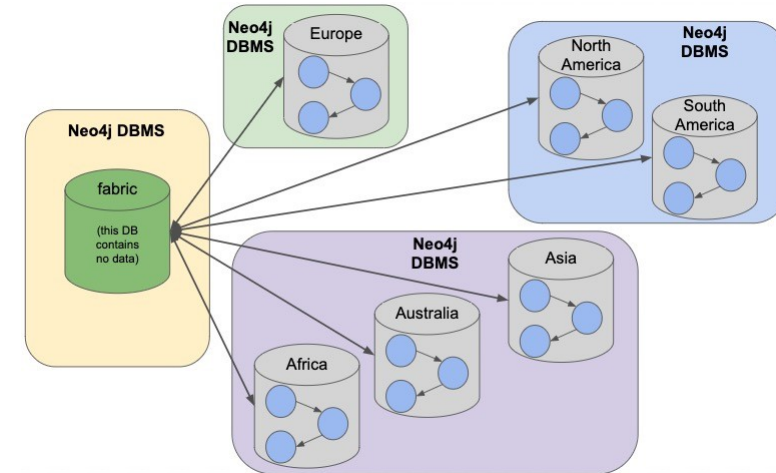 Neo4j DBMS
fabric
(this DB
contains
no data)
Neo4j
DBMS
Europe
Neo4j
DBMS
North
America
South
America
Neo4j
DBMS
Asia
Australia
Africa